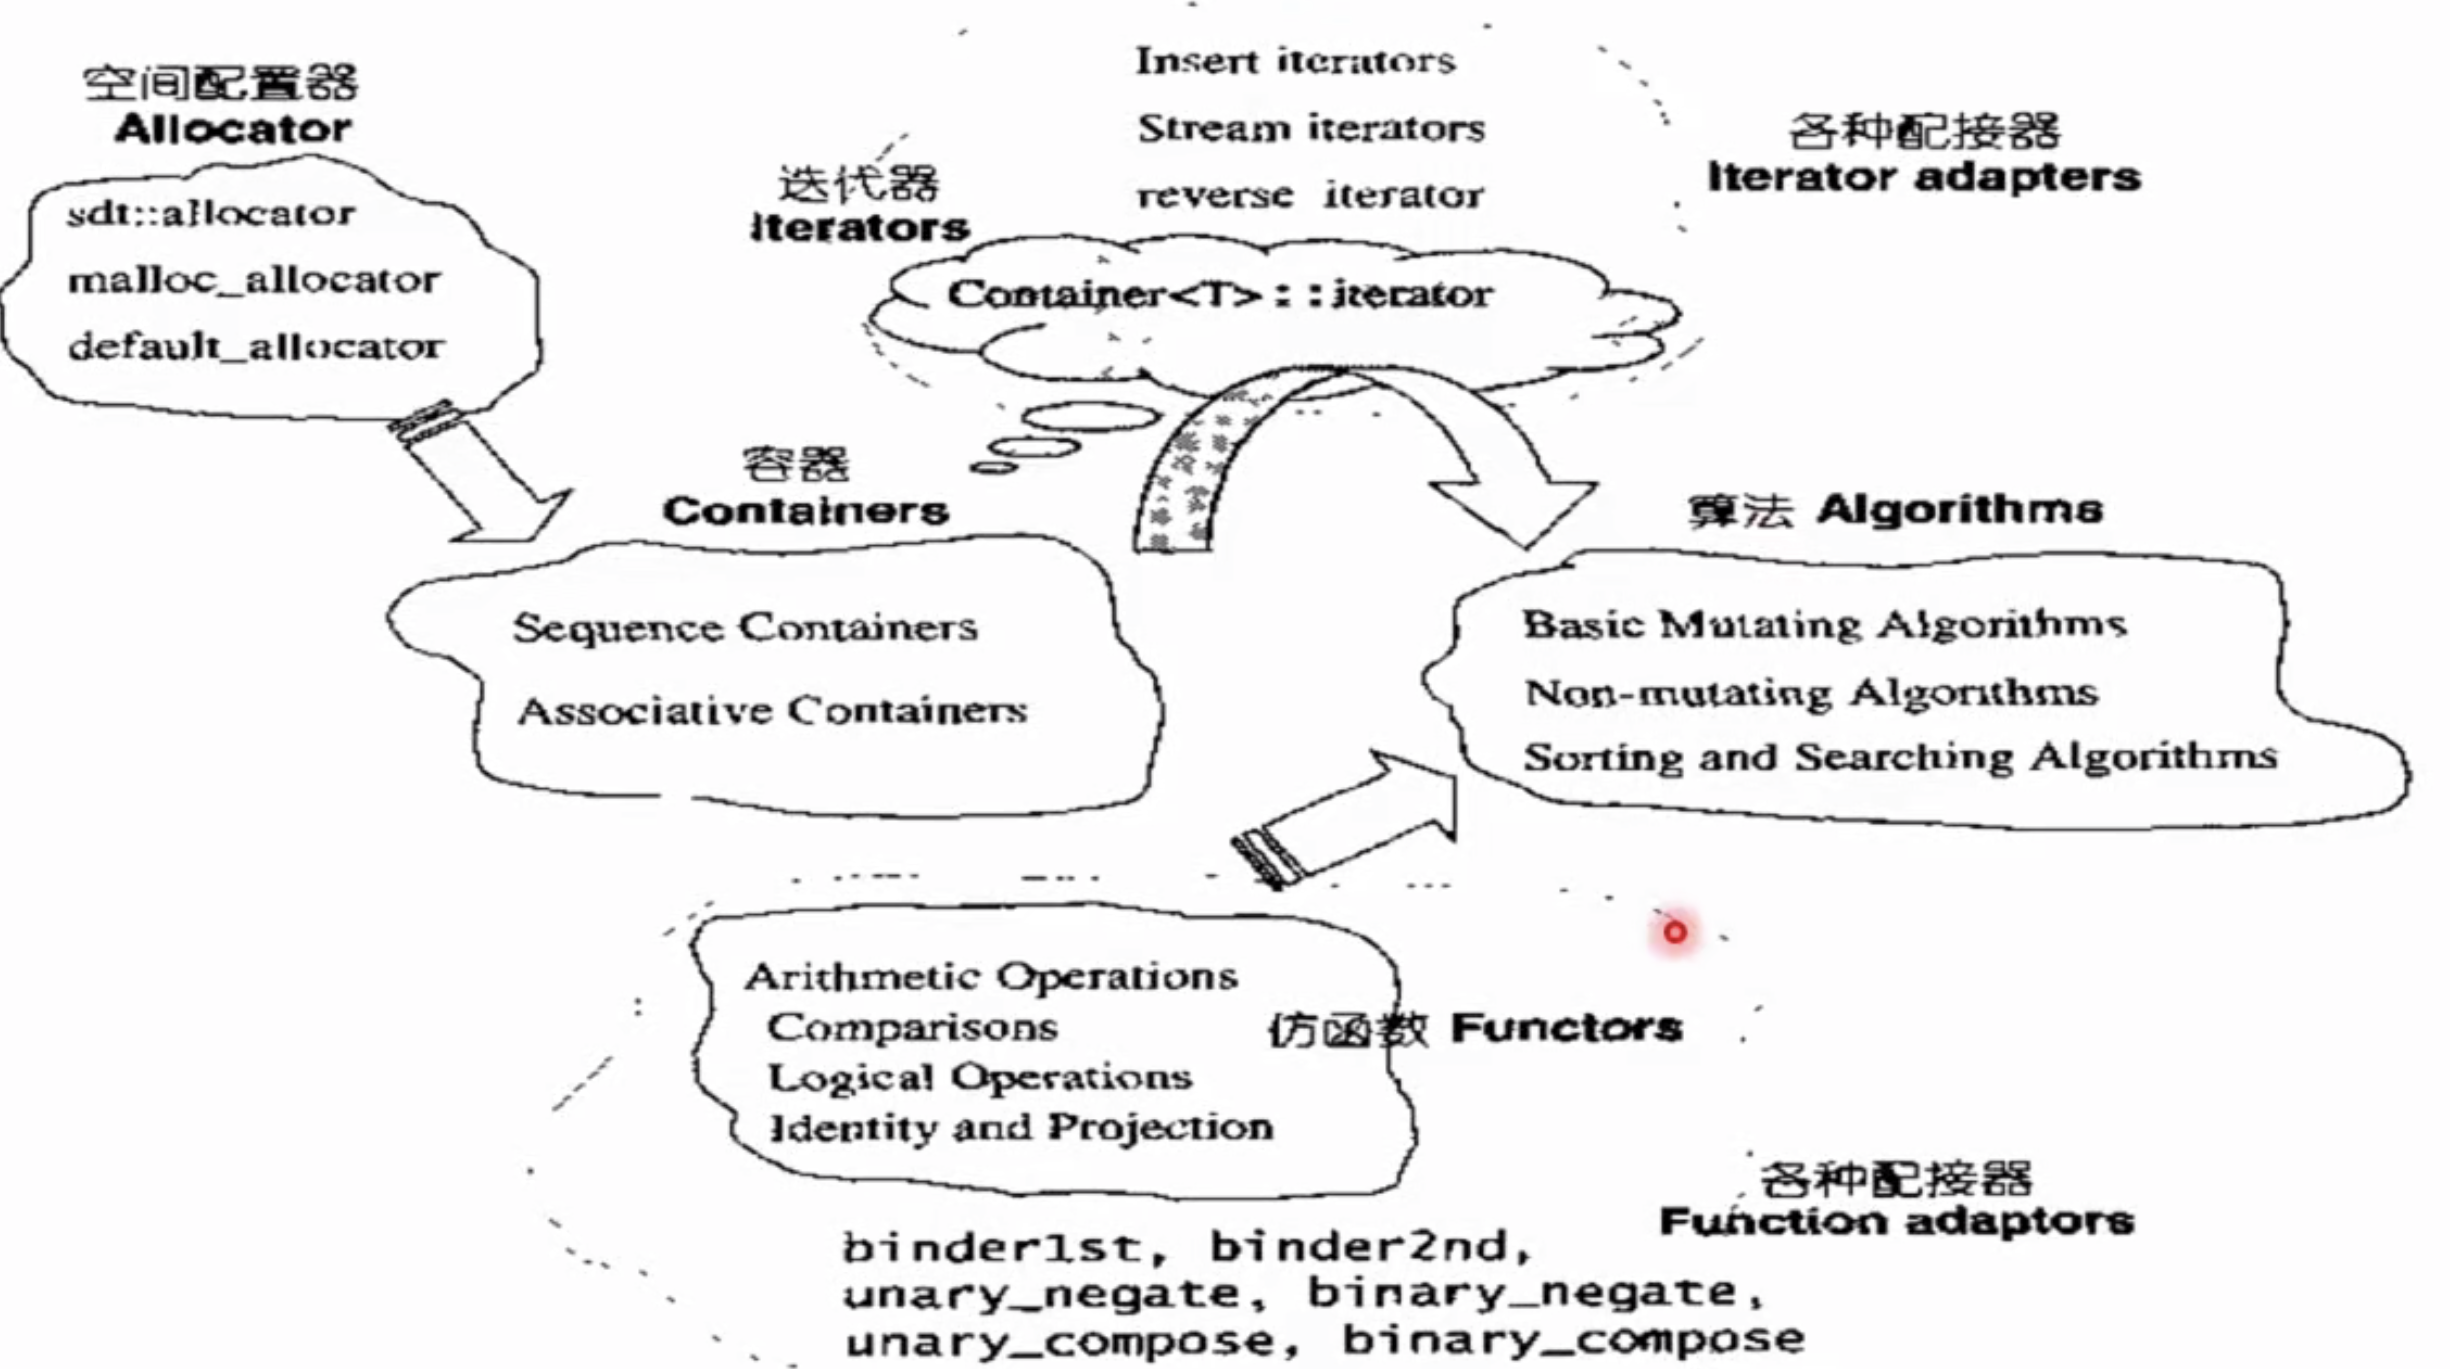 空间配置器
Allocator
sdt::allocator
malloc_allocator
default_allocator
迭代器
Iterators
Insert iterators
Stream iterators
reverse iterator
Container<T>::iterator
各种配接器
Iterator adapters
容器
Containers
Sequence Containers
Associative Containers
算法 Algorithms
Basic Mutating Algorithms
Non-mutating Algorithms
Sorting and Searching Algorithms
Arithmetic Operations
Comparisons
Logical Operations
Identity and Projection
仿函数 Functors
各种配接器
Function adaptors
binder1st, binder2nd,
unary_negate, binary_negate,
unary_compose, binary_compose